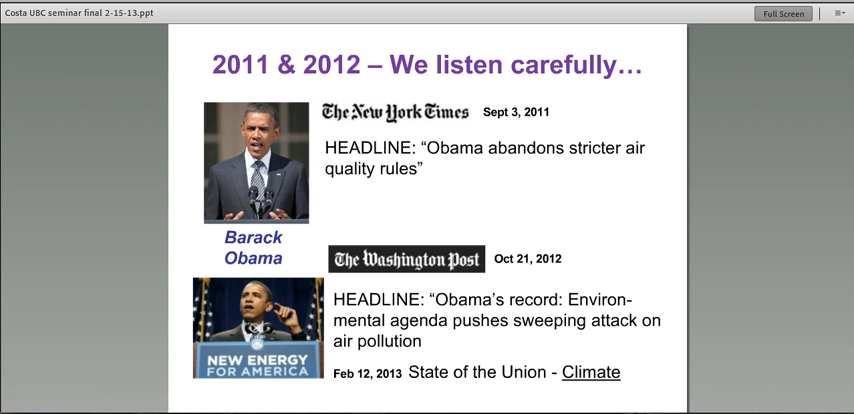 Costa UBC seminar final 2-15-13.ppt
Full Screen
2011 & 2012 – We listen carefully…
The New York Times Sept 3, 2011
HEADLINE: “Obama abandons stricter air
quality rules”
Barack
Obama
The Washington Post Oct 21, 2012
HEADLINE: “Obama’s record: Environ-
mental agenda pushes sweeping attack on
air pollution
NEW ENERGY
FOR AMERICA
Feb 12, 2013 State of the Union - Climate